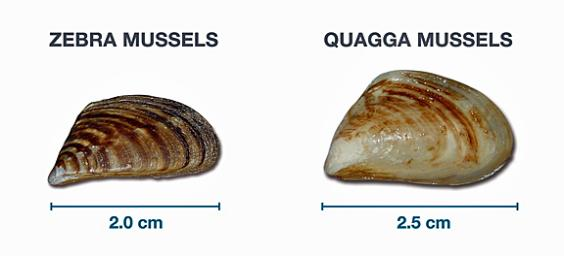 ZEBRA MUSSELS
QUAGGA MUSSELS
2.0 cm
2.5 cm